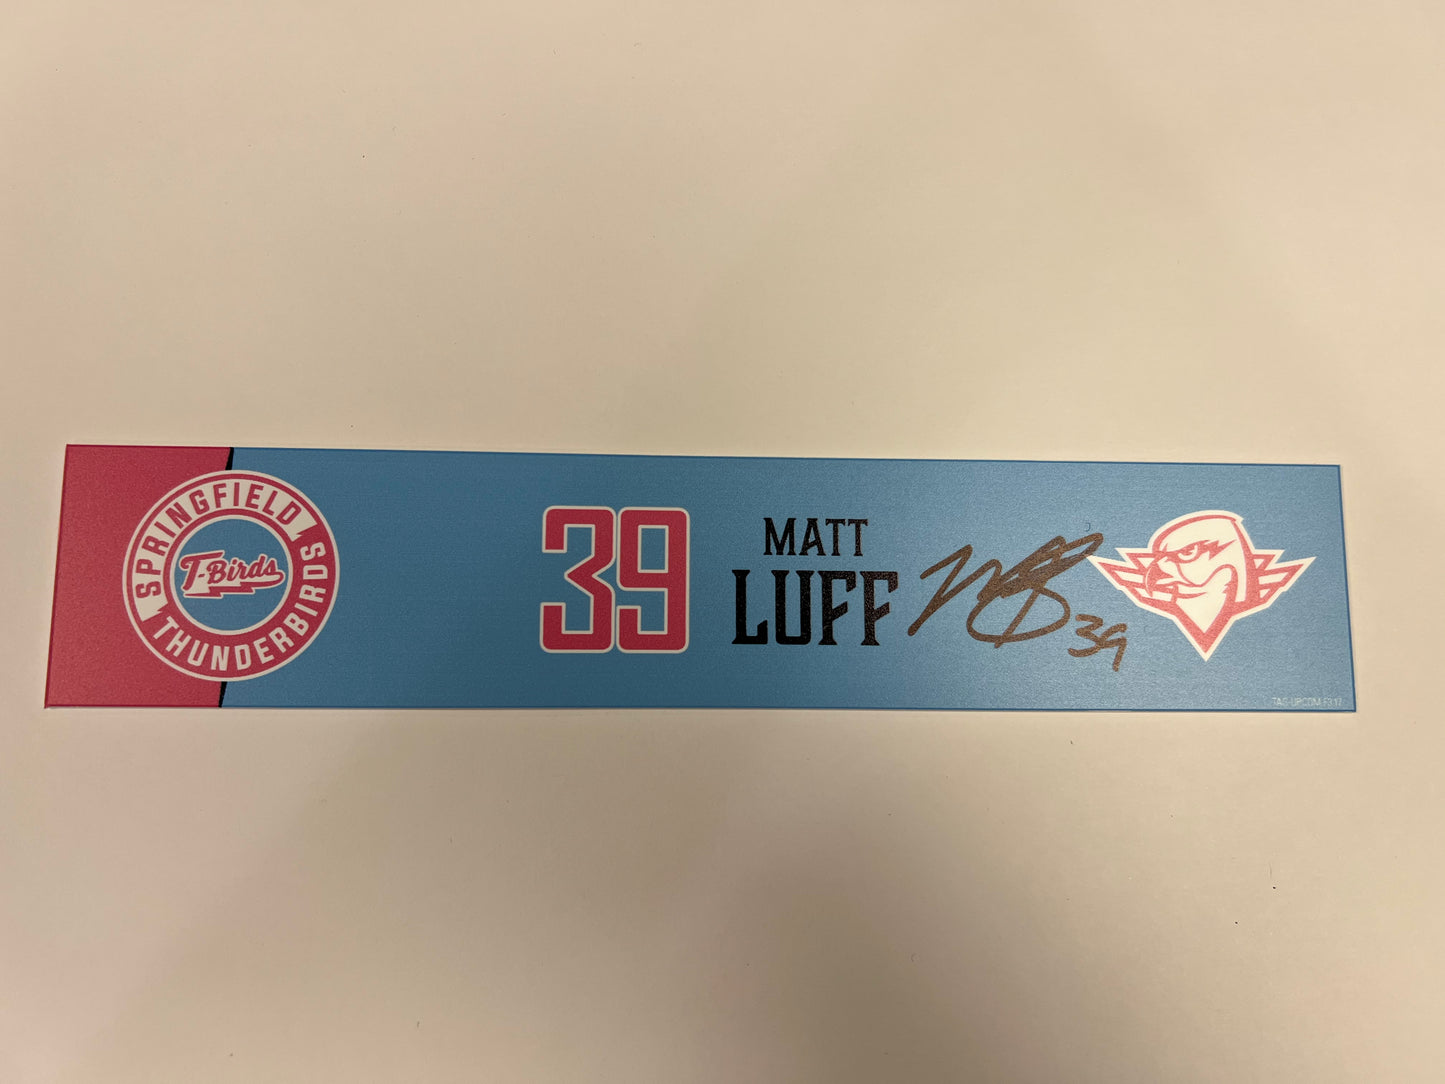 SPRINGFIELD
T-Birds
THUNDERBIRDS
39
MATT
LUFF
39